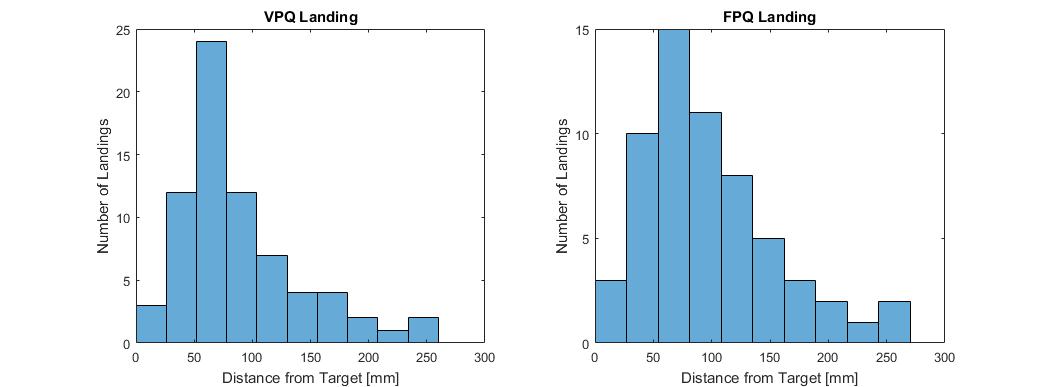 VPQ Landing
25
20
15
10
5
0
Number of Landings
0 50 100 150 200 250 300
Distance from Target [mm]
FPQ Landing
15
10
5
0
Number of Landings
0 50 100 150 200 250 300
Distance from Target [mm]